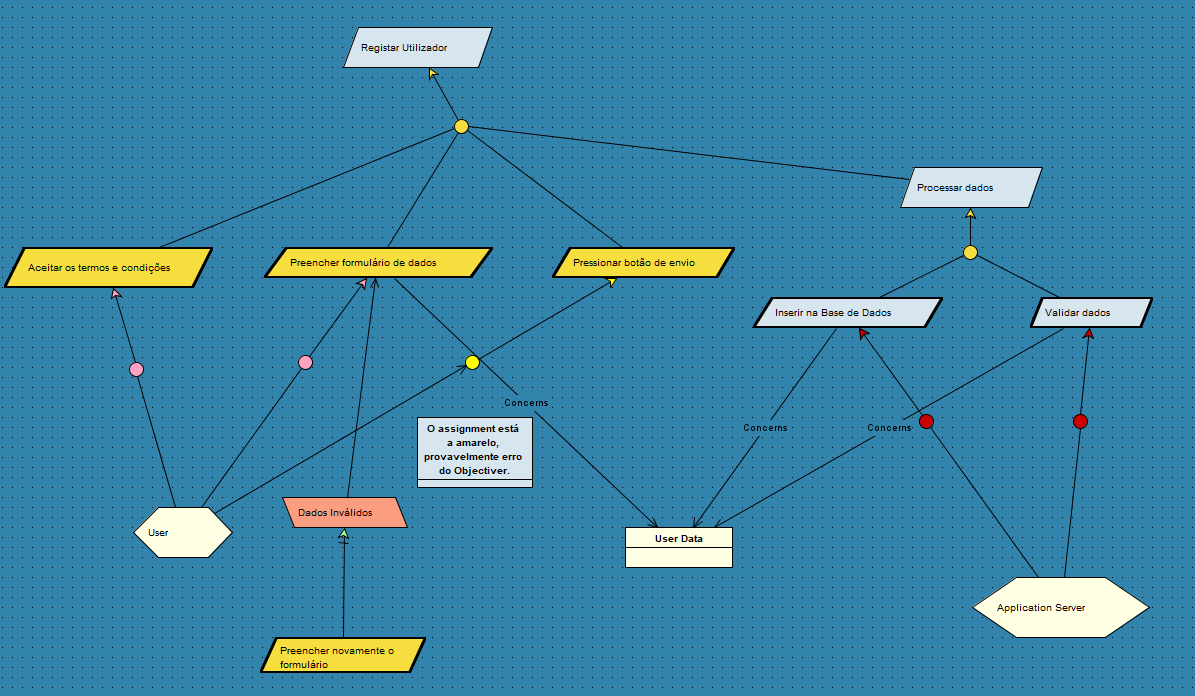 Registar Utilizador
Processar dados
Aceitar os termos e condições
Preencher formulário de dados
Pressionar botão de envio
Inserir na Base de Dados
Validar dados
Concerns
O assignment está
a amarelo,
provavelmente erro
do Objectiver.
Concerns
Concerns
User
Dados Inválidos
User Data
Application Server
Preencher novamente o
formulário